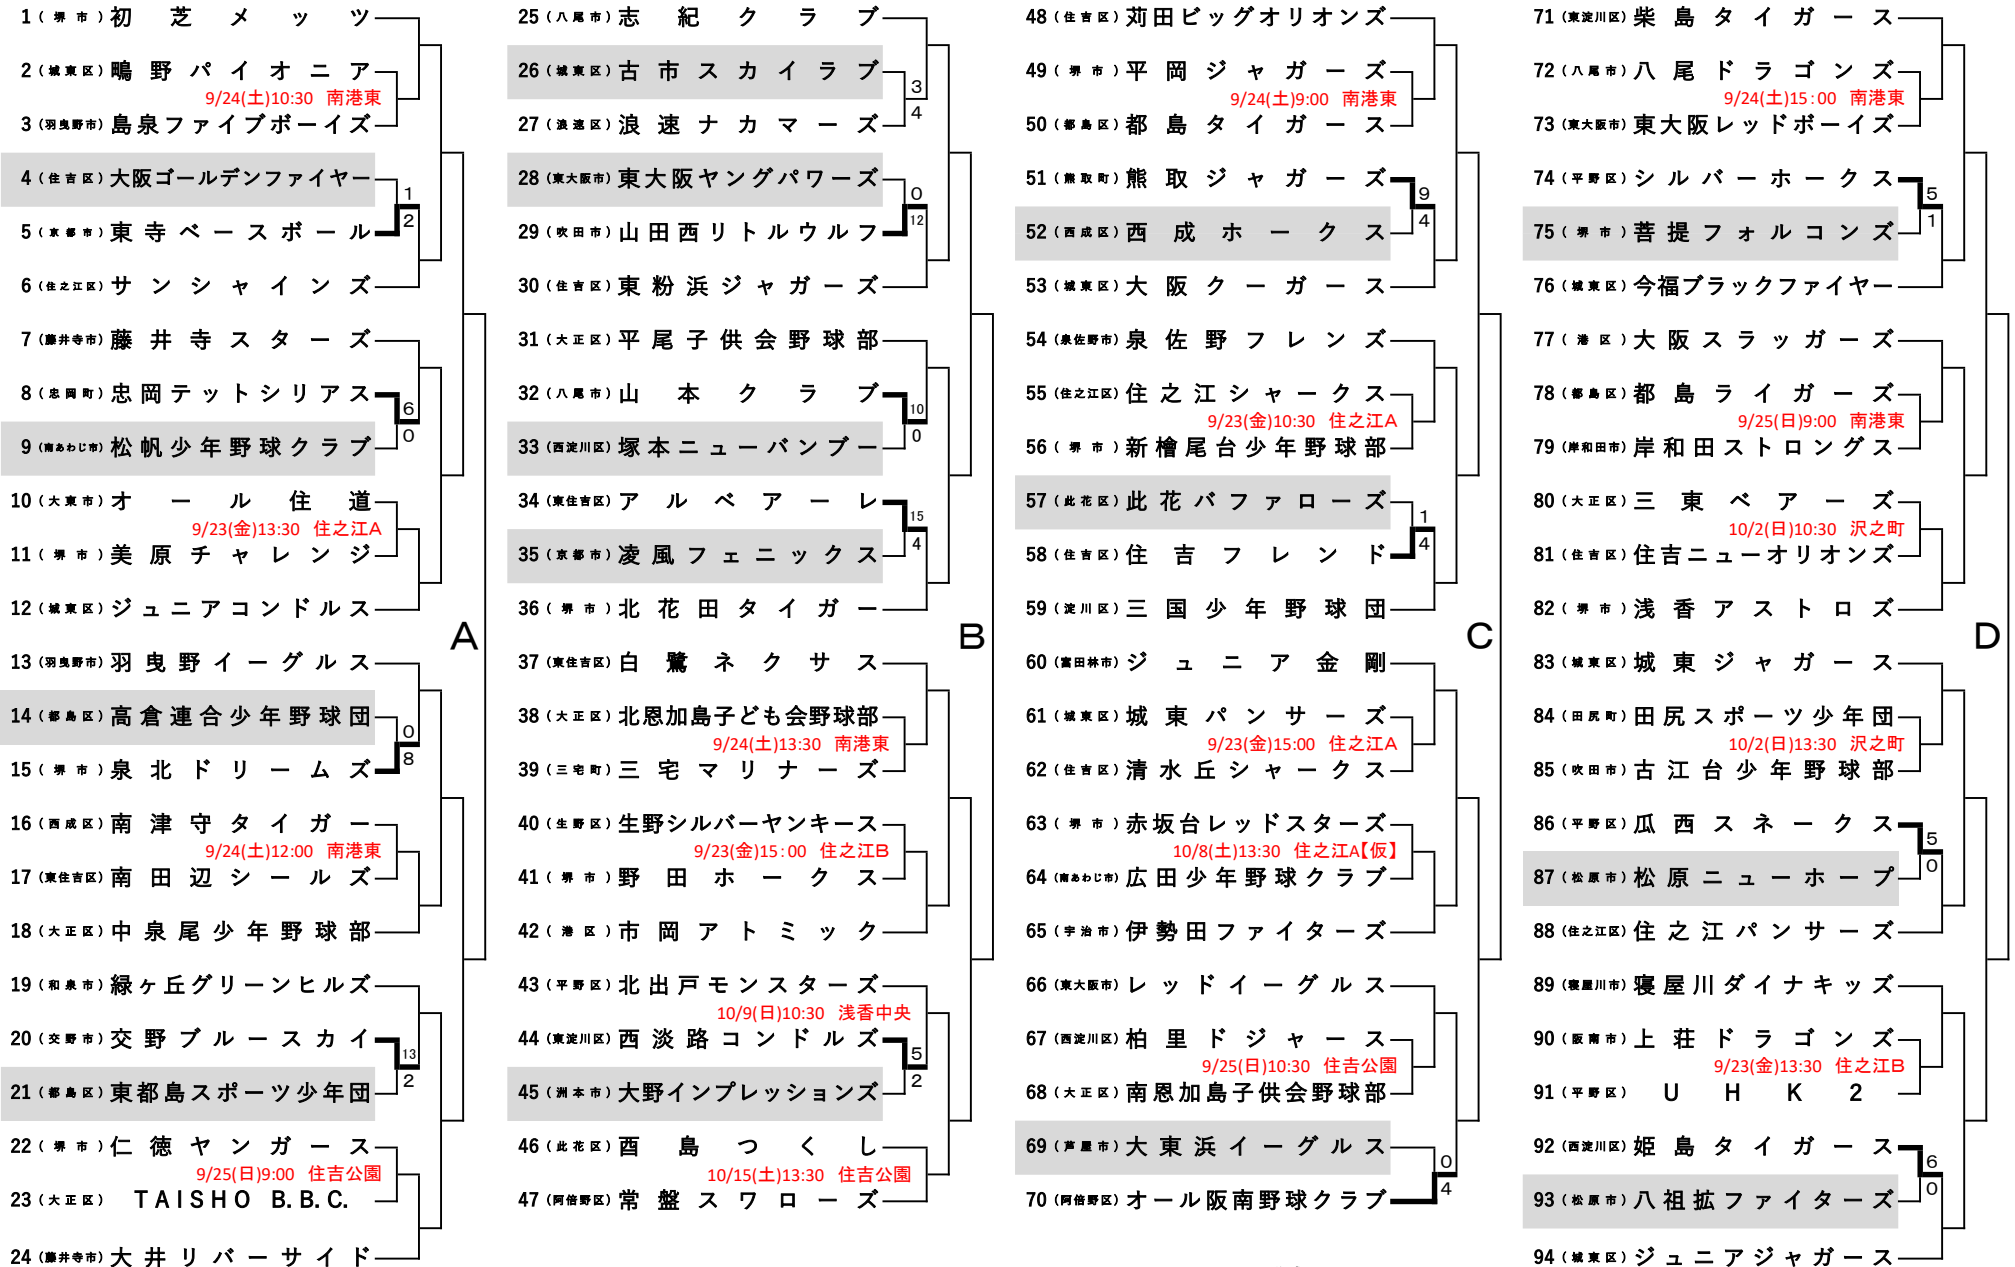 1 (堺市) 初芝メッツ
2 (城東区) 鴫野パイオニア
9/24(土)10:30 南港東
3 (羽曳野市) 島泉ファイブボーイズ
4 (住吉区) 大阪ゴールデンファイヤー
1
2
5 (京都市) 東寺ベースボール
6 (住之江区) サンシャインズ
7 (藤井寺市) 藤井寺スターズ
8 (忠岡町) 忠岡テットシリアス
6
0
9 (南あわじ市) 松帆少年野球クラブ
10 (大東市) オール住道
9/23(金)13:30 住之江A
11 (堺市) 美原チャレンジ
12 (城東区) ジュニアコンドルス
A
13 (羽曳野市) 羽曳野イーグルス
14 (都島区) 高倉連合少年野球団
0
8
15 (堺市) 泉北ドリームズ
16 (西成区) 南津守タイガー
9/24(土)12:00 南港東
17 (東住吉区) 南田辺シールズ
18 (大正区) 中泉尾少年野球部
19 (和泉市) 緑ヶ丘グリーンヒルズ
20 (交野市) 交野ブルースカイ
13
2
21 (都島区) 東都島スポーツ少年団
22 (堺市) 仁徳ヤンガース
9/25(日)9:00 住吉公園
23 (大正区) TAISHO B.B.C.
24 (藤井寺市) 大井リバーサイド
25 (八尾市) 志紀クラブ
26 (城東区) 古市スカイラブ
3
4
27 (浪速区) 浪速ナカマーズ
28 (東大阪市) 東大阪ヤングパワーズ
0
12
29 (吹田市) 山田西リトルウルフ
30 (住吉区) 東粉浜ジャガーズ
31 (大正区) 平尾子供会野球部
32 (八尾市) 山本クラブ
10
0
33 (西淀川区) 塚本ニューバンブー
34 (東住吉区) アルベアーレ
15
4
35 (京都市) 凌風フェニックス
36 (堺市) 北花田タイガー
B
37 (東住吉区) 白鷺ネクサス
38 (大正区) 北恩加島子ども会野球部
9/24(土)13:30 南港東
39 (三宅町) 三宅マリナーズ
40 (生野区) 生野シルバーヤンキース
9/23(金)15:00 住之江B
41 (堺市) 野田ホークス
42 (港区) 市岡アトミック
43 (平野区) 北出戸モンスターズ
10/9(日)10:30 浅香中央
44 (東淀川区) 西淡路コンドルズ
5
2
45 (洲本市) 大野インプレッションズ
46 (此花区) 酉島つくし
10/15(土)13:30 住吉公園
47 (阿倍野区) 常盤スワローズ
48 (住吉区) 苅田ビッグオリオンズ
49 (堺市) 平岡ジャガーズ
9/24(土)9:00 南港東
50 (都島区) 都島タイガース
51 (熊取町) 熊取ジャガーズ
9
4
52 (西成区) 西成ホークス
53 (城東区) 大阪クーガース
54 (泉佐野市) 泉佐野フレンズ
55 (住之江区) 住之江シャークス
9/23(金)10:30 住之江A
56 (堺市) 新檜尾台少年野球部
57 (此花区) 此花バファローズ
1
4
58 (住吉区) 住吉フレンド
59 (淀川区) 三国少年野球団
C
60 (富田林市) ジュニア金剛
61 (城東区) 城東パンサーズ
9/23(金)15:00 住之江A
62 (住吉区) 清水丘シャークス
63 (堺市) 赤坂台レッドスターズ
10/8(土)13:30 住之江A【仮】
64 (南あわじ市) 広田少年野球クラブ
65 (宇治市) 伊勢田ファイターズ
66 (東大阪市) レッドイーグルス
67 (西淀川区) 柏里ドジャース
9/25(日)10:30 住吉公園
68 (大正区) 南恩加島子供会野球部
69 (芦屋市) 大東浜イーグルス
0
4
70 (阿倍野区) オール阪南野球クラブ
71 (東淀川区) 柴島タイガース
72 (八尾市) 八尾ドラゴンズ
9/24(土)15:00 南港東
73 (東大阪市) 東大阪レッドボーイズ
74 (平野区) シルバーホークス
5
1
75 (堺市) 菩提フォルコンズ
76 (城東区) 今福ブラックファイヤー
77 (港区) 大阪スラッガーズ
78 (都島区) 都島ライガーズ
9/25(日)9:00 南港東
79 (岸和田市) 岸和田ストロングス
80 (大正区) 三東ベアーズ
10/2(日)10:30 沢之町
81 (住吉区) 住吉ニューオリオンズ
82 (堺市) 浅香アストロズ
D
83 (城東区) 城東ジャガース
84 (田尻町) 田尻スポーツ少年団
10/2(日)13:30 沢之町
85 (吹田市) 古江台少年野球部
86 (平野区) 瓜西スネークス
5
0
87 (松原市) 松原ニューホープ
88 (住之江区) 住之江パンサーズ
89 (寝屋川市) 寝屋川ダイナキッズ
90 (阪南市) 上荘ドラゴンズ
9/23(金)13:30 住之江B
91 (平野区) UHK2
92 (西淀川区) 姫島タイガース
6
0
93 (松原市) 八祖拡ファイターズ
94 (城東区) ジュニアジャガース